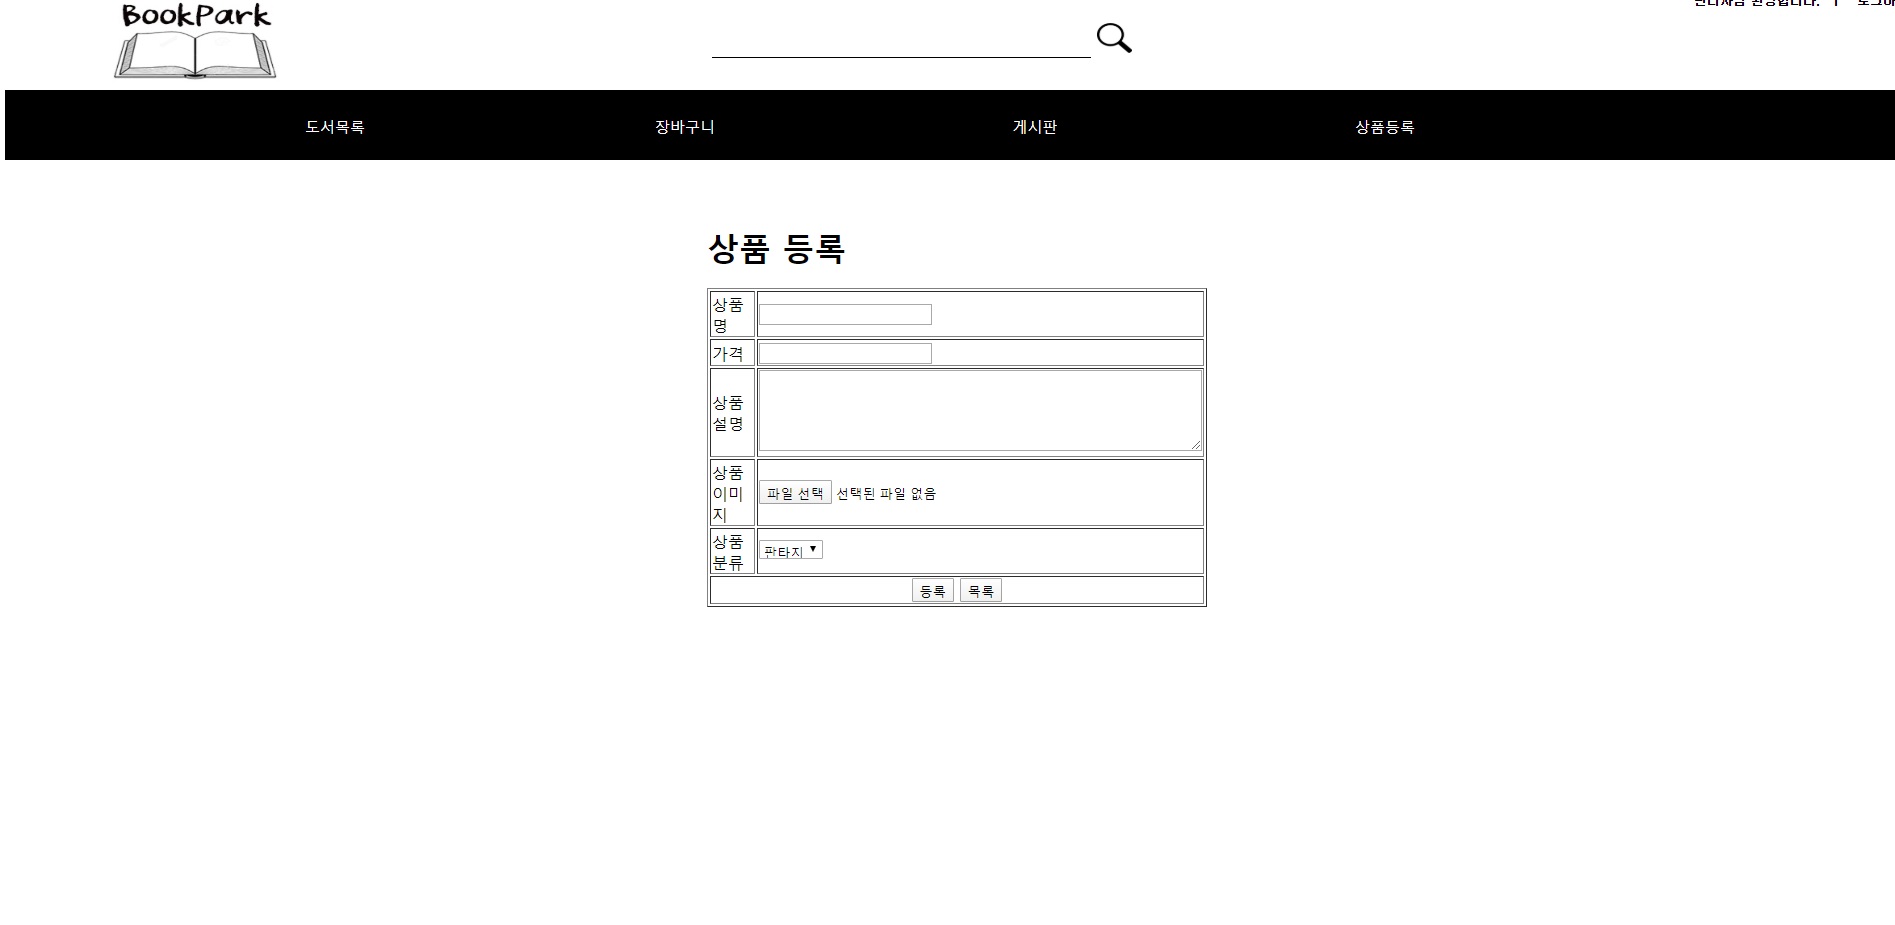 BookPark
도서목록 장바구니 게시판 상품등록
상품 등록
상품
명
가격
상품
설명
상품
이미
지
파일 선택 선택된 파일 없음
상품
분류
판타지
등록 목록